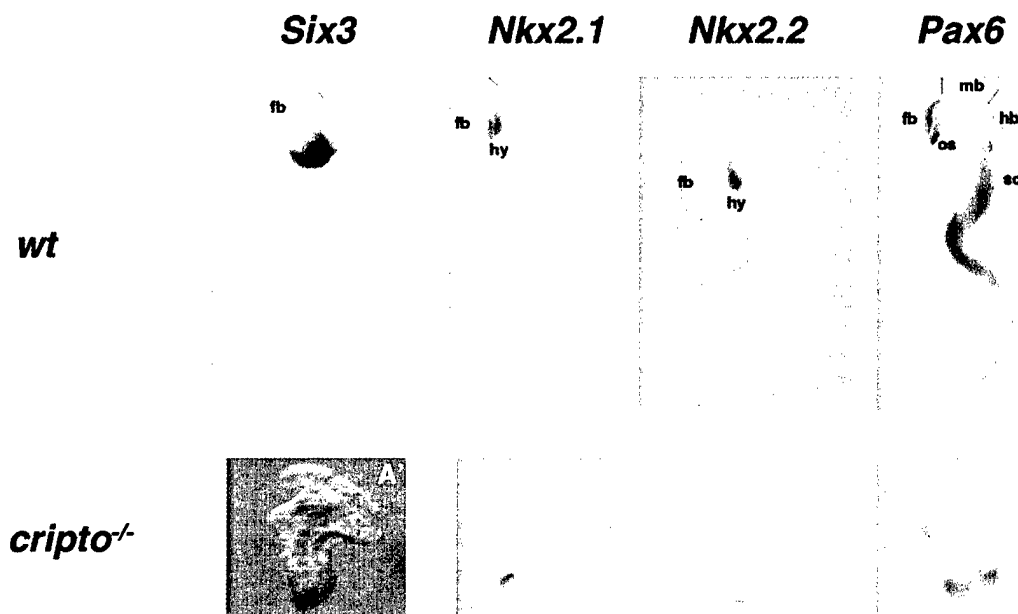 Six3 Nkx2.1 Nkx2.2 Pax6
wt
fb
fb
hy
fb
hy
mb
fb
hb
os
sc
cripto-/-
A'